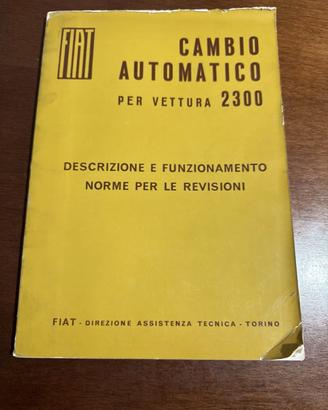 FIAT
CAMBIO
AUTOMATICO
PER VETTURA 2300
DESCRIZIONE E FUNZIONAMENTO
NORME PER LE REVISIONI
FIAT - DIREZIONE ASSISTENZA TECNICA - TORINO